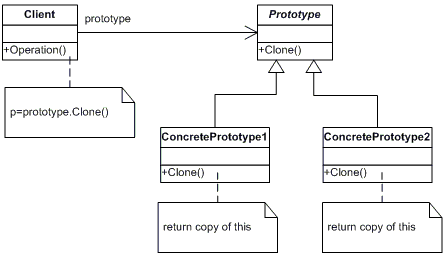 Client
prototype
Prototype
+Operation()
+Clone()
p=prototype.Clone()
ConcretePrototype1
ConcretePrototype2
+Clone()
+Clone()
return copy of this
return copy of this